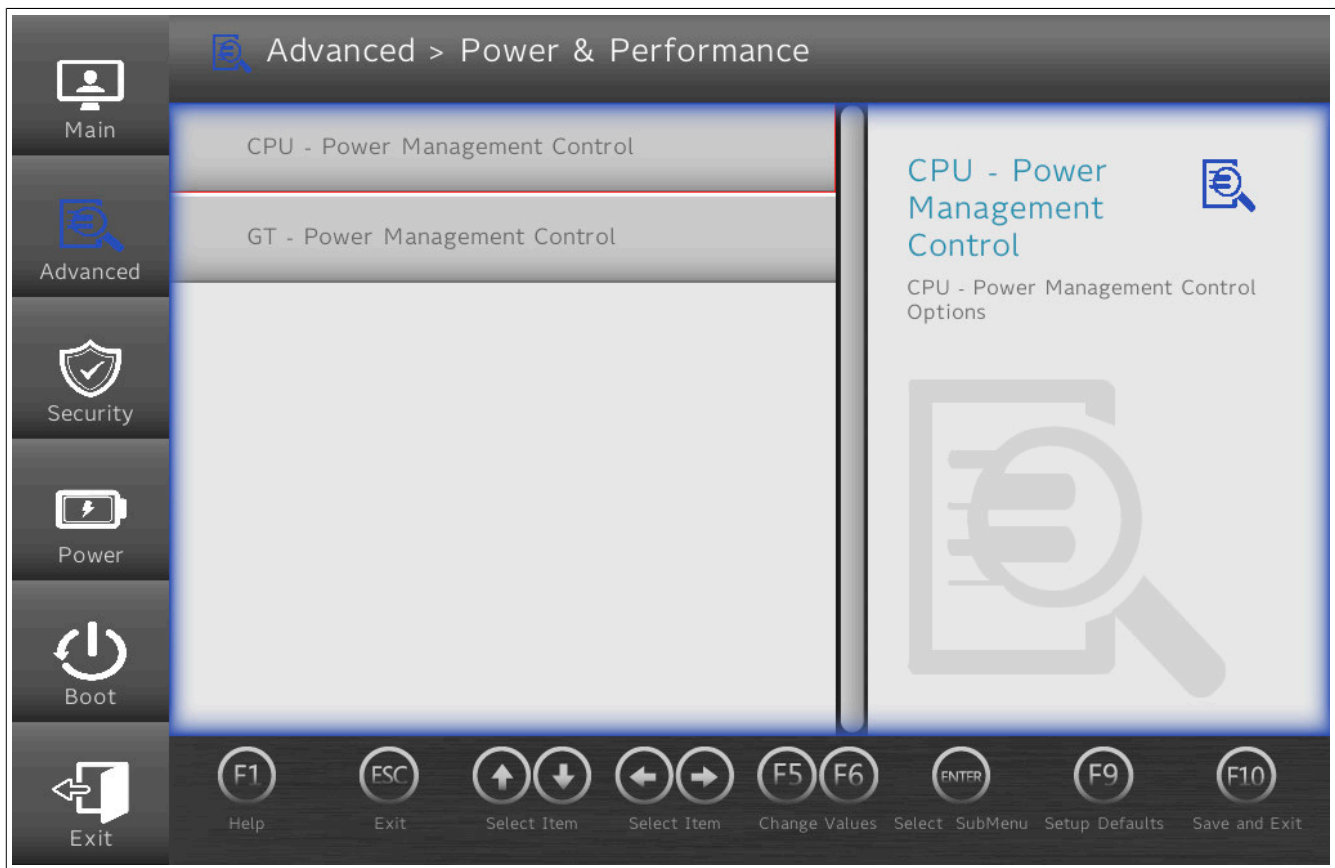 Advanced > Power & Performance
Main
Advanced
Security
Power
Boot
Exit
CPU - Power Management Control
GT - Power Management Control
CPU - Power
Management
Control
CPU - Power Management Control
Options
F1
Help
ESC
Exit
Select Item
Select Item
F5 F6
Change Values
ENTER
Select SubMenu
F9
Setup Defaults
F10
Save and Exit